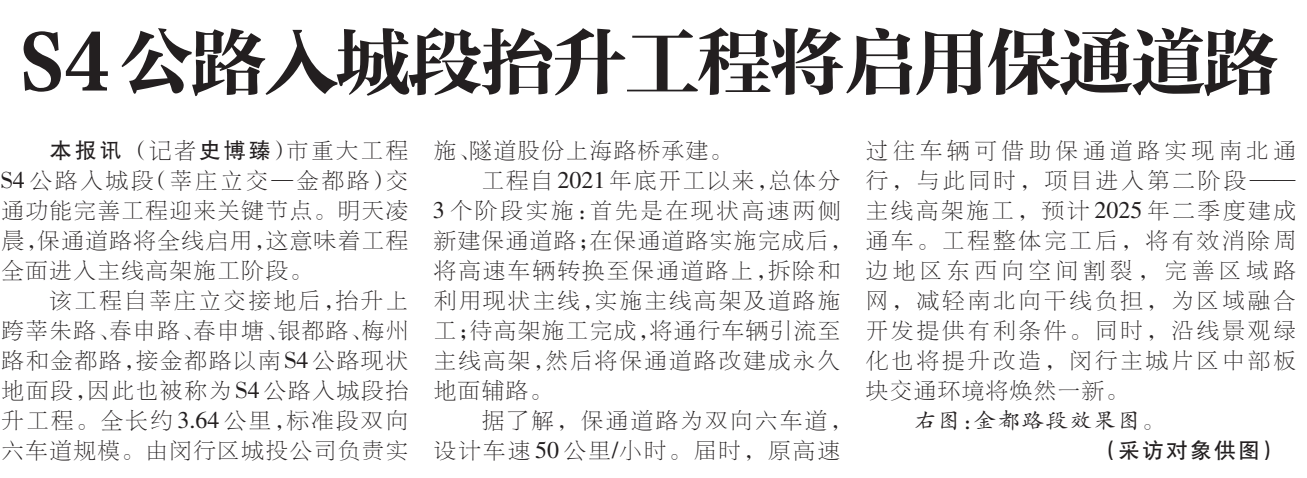 S4公路入城段抬升工程将启用保通道路
本报讯（记者史博臻）市重大工程
S4公路入城段（莘庄立交—金都路）交
通功能完善工程迎来关键节点。明天凌
晨，保通道路将全线启用，这意味着工程
全面进入主线高架施工阶段。
该工程自莘庄立交接地后，抬升上
跨莘朱路、春申路、春申塘、银都路、梅州
路和金都路，接金都路以南S4公路现状
地面段，因此也被称为S4公路入城段抬
升工程。全长约3.64公里，标准段双向
六车道规模。由闵行区城投公司负责实
施、隧道股份上海路桥承建。
工程自2021年底开工以来，总体分
3个阶段实施：首先是在现状高速两侧
新建保通道路；在保通道路实施完成后，
将高速车辆转换至保通道路上，拆除和
利用现状主线，实施主线高架及道路施
工；待高架施工完成，将通行车辆引流至
主线高架，然后将保通道路改建成永久
地面辅路。
据了解，保通道路为双向六车道，
设计车速50公里/小时。届时，原高速
过往车辆可借助保通道路实现南北通
行，与此同时，项目进入第二阶段——
主线高架施工，预计2025年二季度建成
通车。工程整体完工后，将有效消除周
边地区东西向空间割裂，完善区域路
网，减轻南北向干线负担，为区域融合
开发提供有利条件。同时，沿线景观绿
化也将提升改造，闵行主城片区中部板
块交通环境将焕然一新。
右图：金都路段效果图。
（采访对象供图）